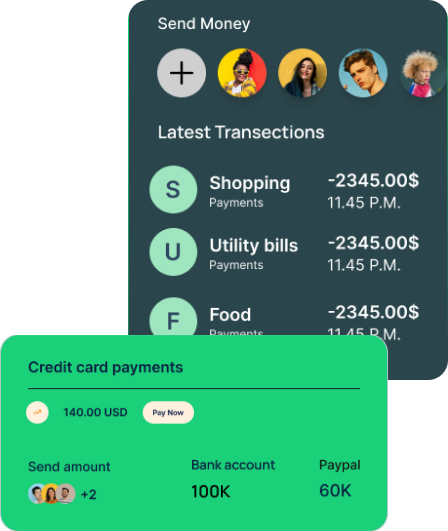 Send Money
Latest Transections
S
Shopping
Payments
-2345.00$
11.45 P.M.
U
Utility bills
Payments
-2345.00$
11.45 P.M.
F
Food
Payments
-2345.00$
11.45 P.M.
Credit card payments
140.00 USD
Pay Now
Send amount
+2
Bank account
100K
Paypal
60K